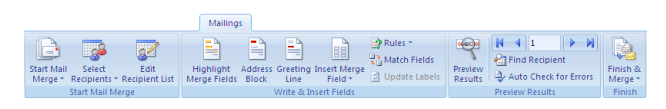 Mailings
Start Mail Merge
Select Recipients
Edit Recipient List
Start Mail Merge
Highlight Merge Fields
Address Block
Greeting Line
Insert Merge Field
Rules
Match Fields
Update Labels
Write & Insert Fields
Preview Results
1
Find Recipient
Auto Check for Errors
Preview Results
Finish & Merge
Finish